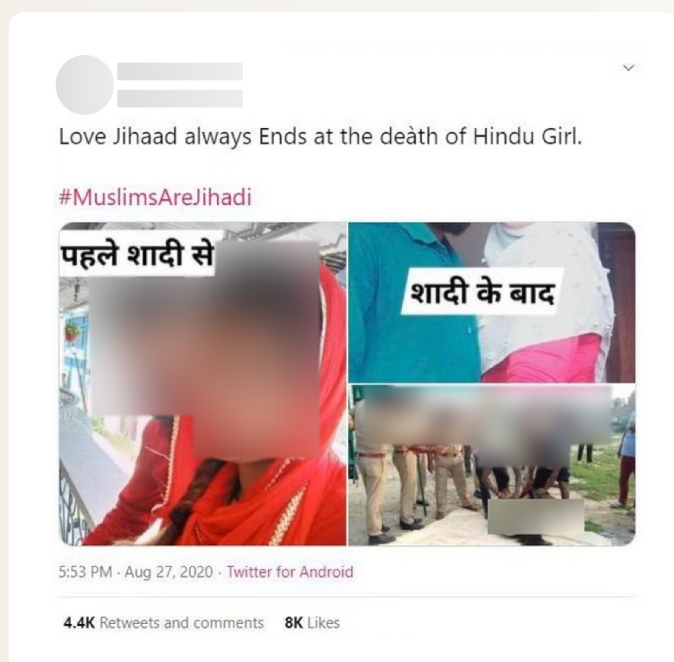 Love Jihaad always Ends at the deàth of Hindu Girl.
#MuslimsAreJihadi
पहले शादी से
शादी के बाद
5:53 PM · Aug 27, 2020 · Twitter for Android
4.4K Retweets and comments 8K Likes